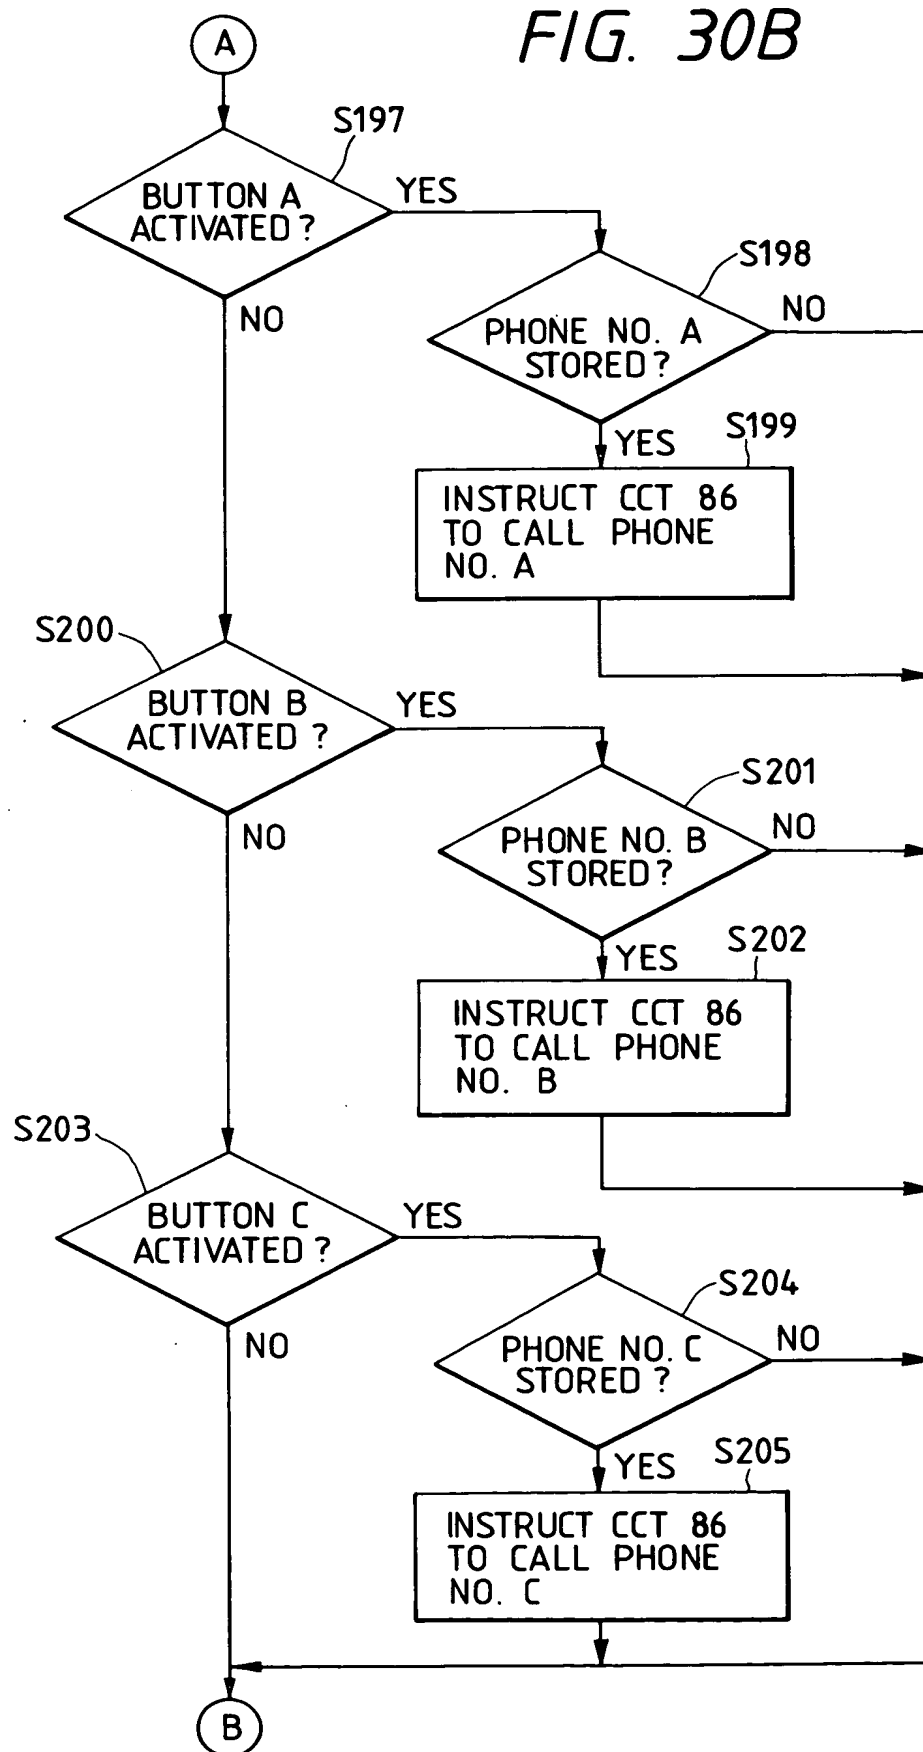 FIG. 30B
A
S197
BUTTON A
ACTIVATED ?
YES
NO
S198
PHONE NO. A
STORED ?
NO
YES
S199
INSTRUCT CCT 86
TO CALL PHONE
NO. A
S200
BUTTON B
ACTIVATED ?
YES
NO
S201
PHONE NO. B
STORED ?
NO
YES
S202
INSTRUCT CCT 86
TO CALL PHONE
NO. B
S203
BUTTON C
ACTIVATED ?
YES
NO
S204
PHONE NO. C
STORED ?
NO
YES
S205
INSTRUCT CCT 86
TO CALL PHONE
NO. C
B